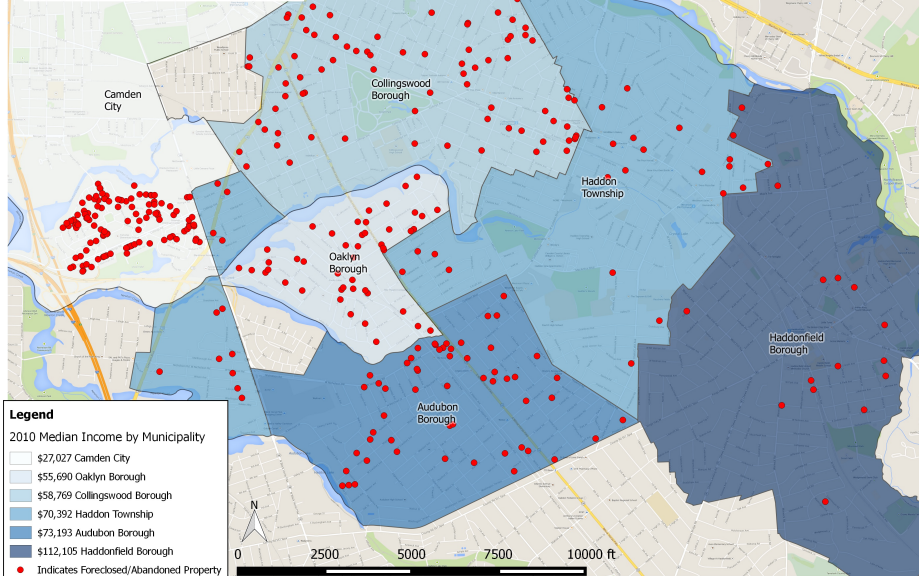 Camden
City
Collingswood
Borough
Haddon
Township
Oaklyn
Borough
Haddonfield
Borough
Audubon
Borough
Legend
2010 Median Income by Municipality
$27,027 Camden City
$55,690 Oaklyn Borough
$58,769 Collingswood Borough
$70,392 Haddon Township
$73,193 Audubon Borough
$112,105 Haddonfield Borough
Indicates Foreclosed/Abandoned Property
N
0 2500 5000 7500 10000 ft